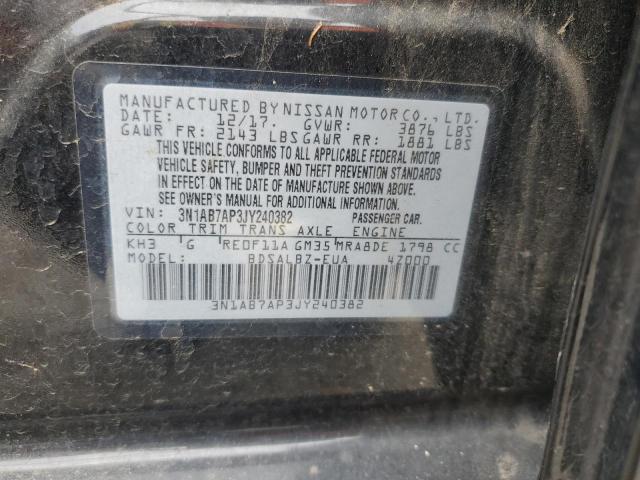 MANUFACTURED BY NISSAN MOTOR CO., LTD.
DATE: 12/17. GVWR: 3876 LBS
GAWR FR: 2143 LBS GAWR RR: 1881 LBS
THIS VEHICLE CONFORMS TO ALL APPLICABLE FEDERAL MOTOR
VEHICLE SAFETY, BUMPER AND THEFT PREVENTION STANDARDS
IN EFFECT ON THE DATE OF MANUFACTURE SHOWN ABOVE.
SEE OWNER'S MANUAL FOR ADDITIONAL INFORMATION
VIN: 3N1AB7AP3JY240382 PASSENGER CAR.
COLOR TRIM TRANS AXLE ENGINE
KH3 G RE0F11A GM35 MRA8DE 1798 CC
MODEL: BDSALBZ-EUA 4Z000
3N1AB7AP3JY240382